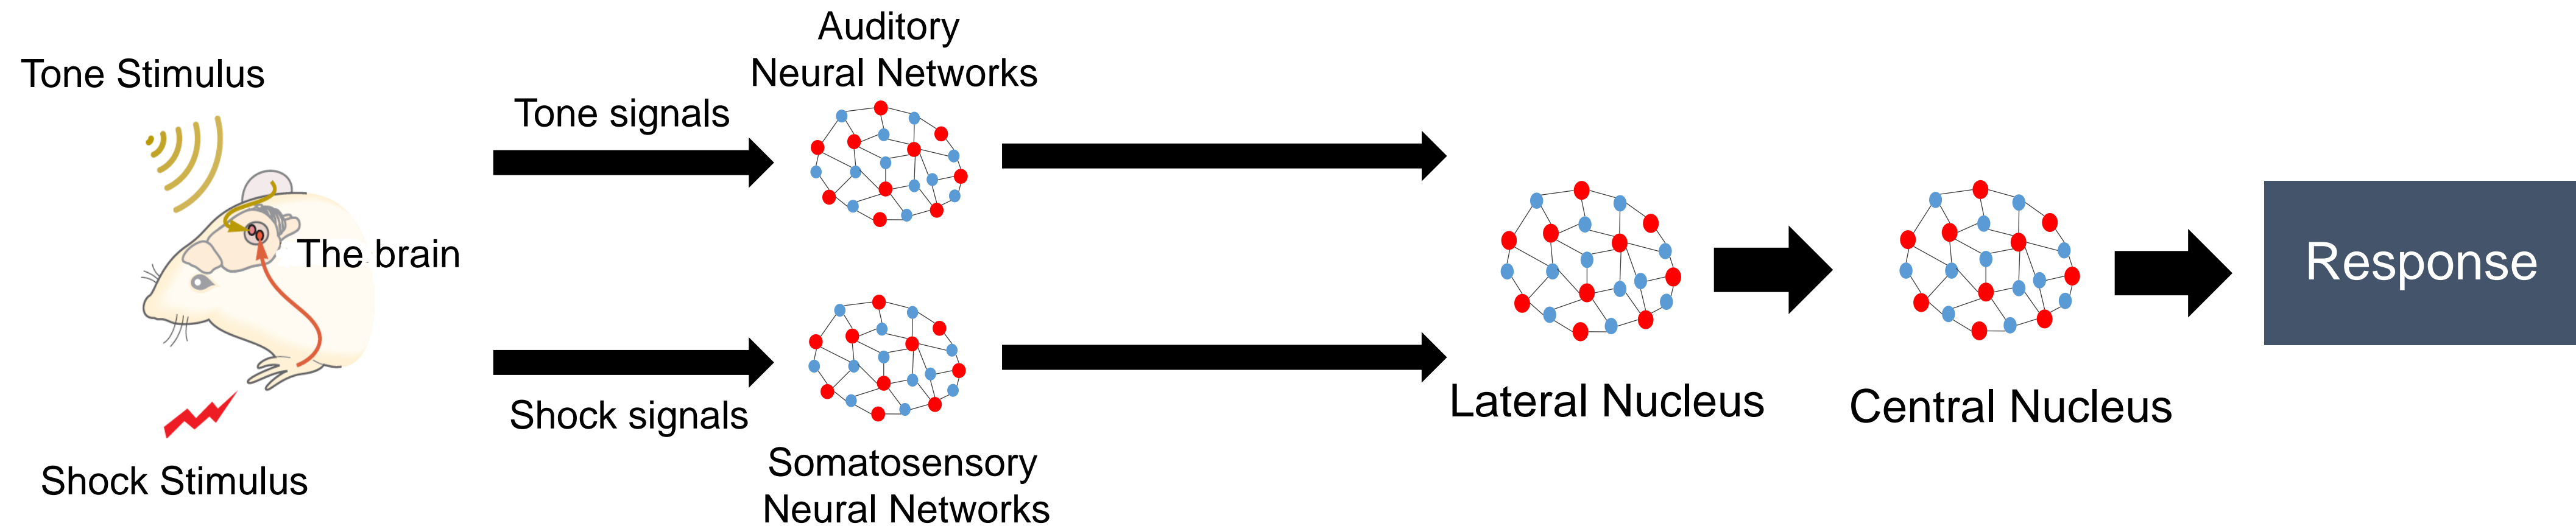 Tone Stimulus
The brain
Shock Stimulus
Tone signals
Shock signals
Auditory
Neural Networks
Somatosensory
Neural Networks
Lateral Nucleus
Central Nucleus
Response